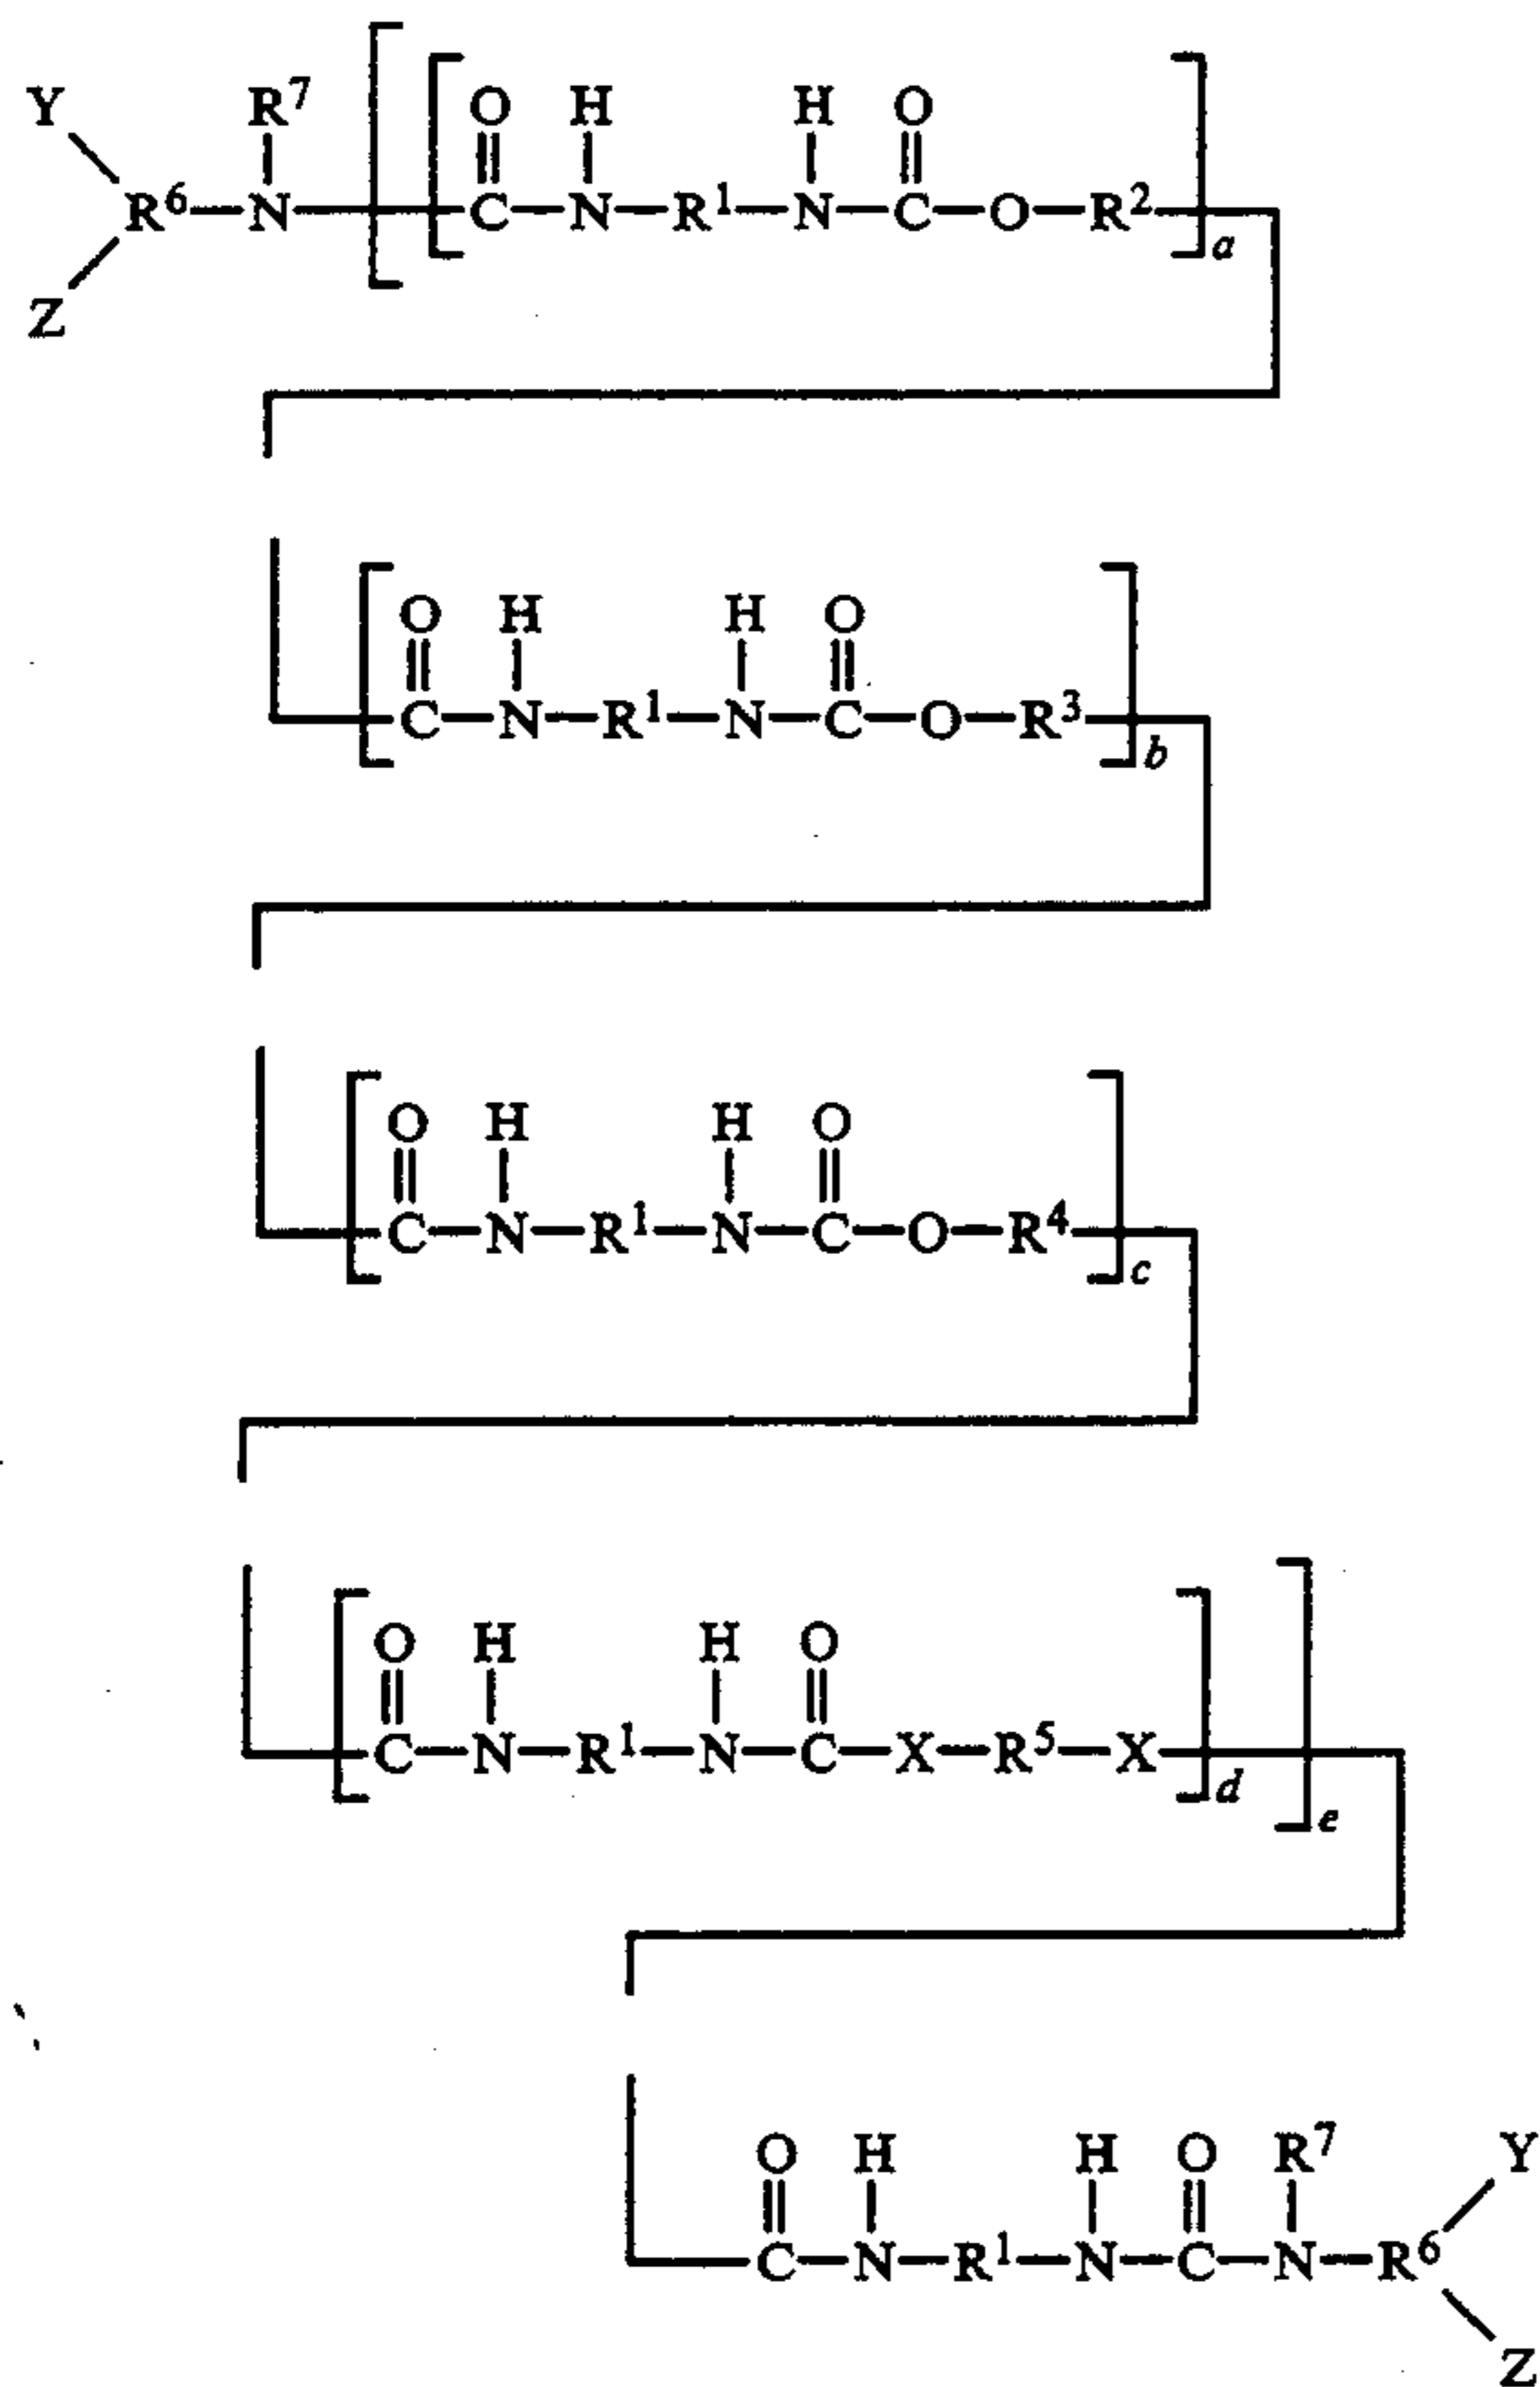 Y R⁷ O H H O
R⁶—N—C—N—R¹—N—C—O—R² a
Z
O H H O
C—N—R¹—N—C—O—R³ b
O H H O
C—N—R¹—N—C—O—R⁴ c
O H H O
C—N—R¹—N—C—X—R⁵—X d e
O H H O R⁷ Y
C—N—R¹—N—C—N—R⁶
Z